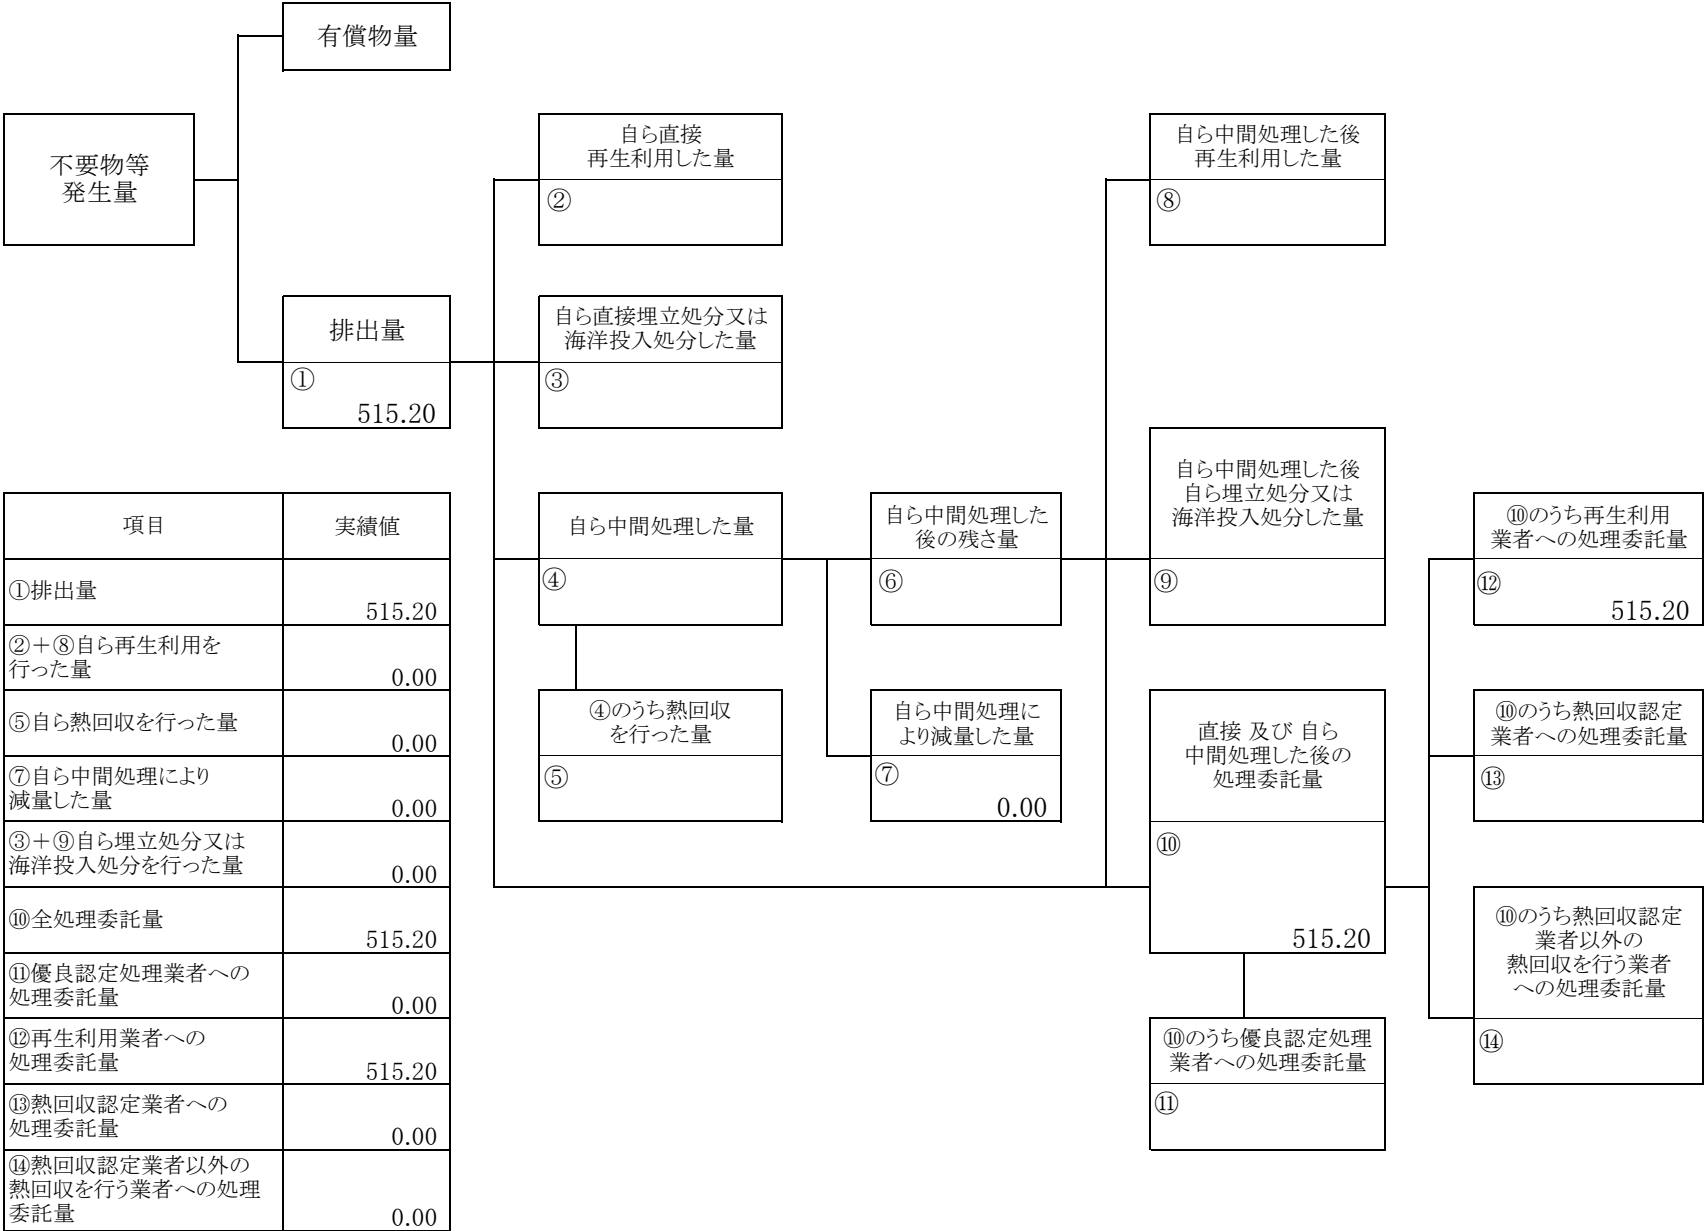 有償物量
不要物等
発生量
自ら直接
再生利用した量
②
自ら中間処理した後
再生利用した量
⑧
排出量
①
515.20
自ら直接埋立処分又は
海洋投入処分した量
③
自ら中間処理した量
④
自ら中間処理した
後の残さ量
⑥
自ら中間処理した後
自ら埋立処分又は
海洋投入処分した量
⑨
⑩のうち再生利用
業者への処理委託量
⑫
515.20
④のうち熱回収
を行った量
⑤
自ら中間処理に
より減量した量
⑦
0.00
直接 及び 自ら
中間処理した後の
処理委託量
⑩
515.20
⑩のうち熱回収認定
業者への処理委託量
⑬
⑩のうち熱回収認定
業者以外の
熱回収を行う業者
への処理委託量
⑭
⑩のうち優良認定処理
業者への処理委託量
⑪
項目 実績値
①排出量
515.20
②＋⑧自ら再生利用を
行った量
0.00
⑤自ら熱回収を行った量
0.00
⑦自ら中間処理により
減量した量
0.00
③＋⑨自ら埋立処分又は
海洋投入処分を行った量
0.00
⑩全処理委託量
515.20
⑪優良認定処理業者への
処理委託量
0.00
⑫再生利用業者への
処理委託量
515.20
⑬熱回収認定業者への
処理委託量
0.00
⑭熱回収認定業者以外の
熱回収を行う業者への処理
委託量
0.00